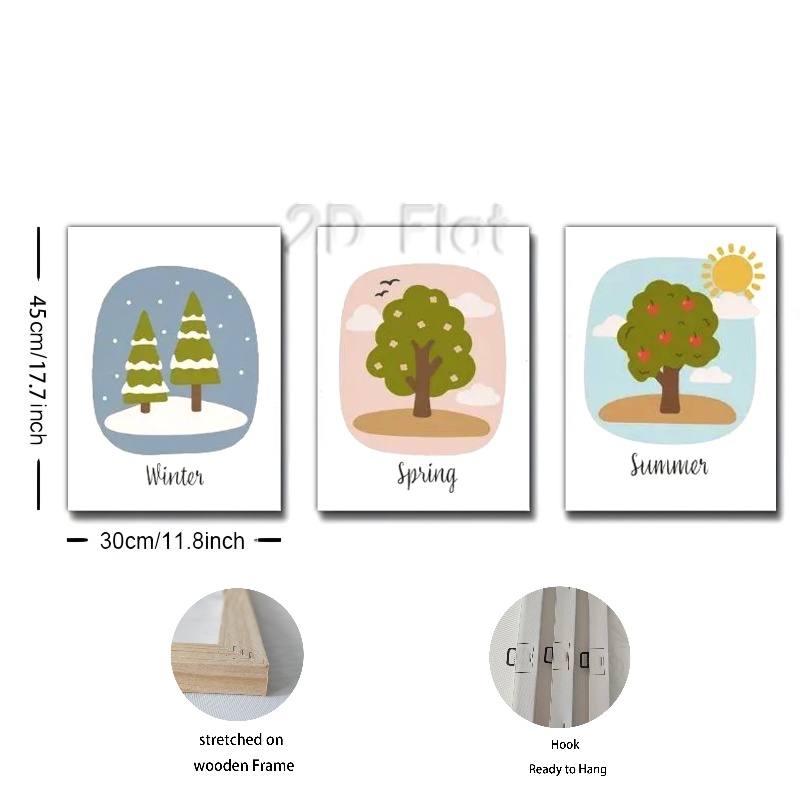 2D Flat
45cm/17.7inch
Winter
Spring
Summer
30cm/11.8inch
stretched on
wooden Frame
Hook
Ready to Hang